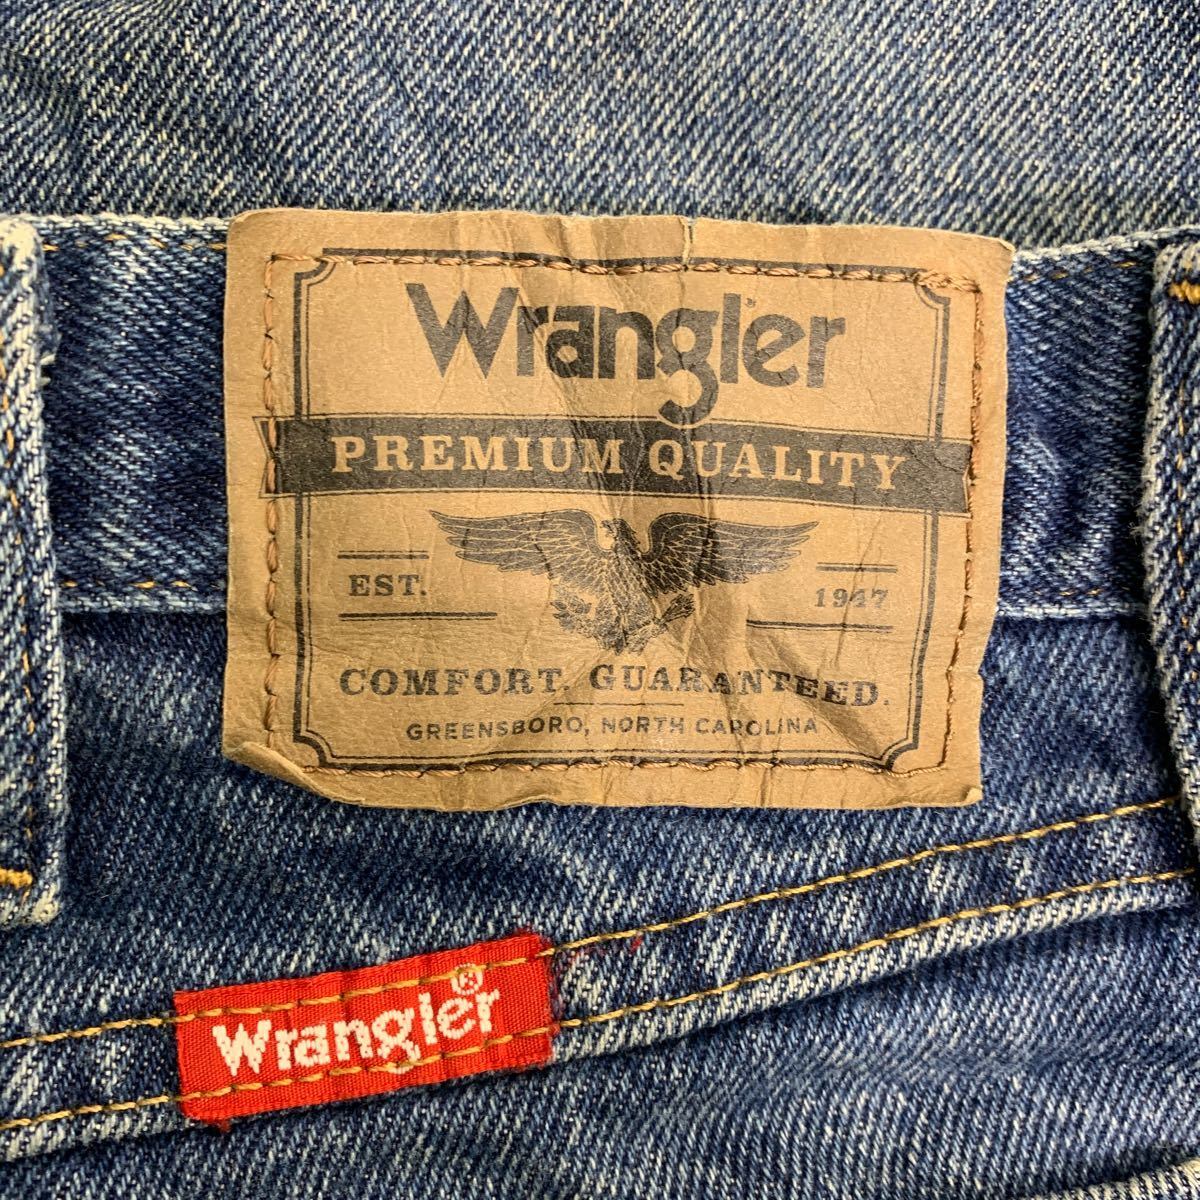 Wrangler
PREMIUM QUALITY
EST. 1947
COMFORT. GUARANTEED.
GREENSBORO, NORTH CAROLINA
Wrangler®